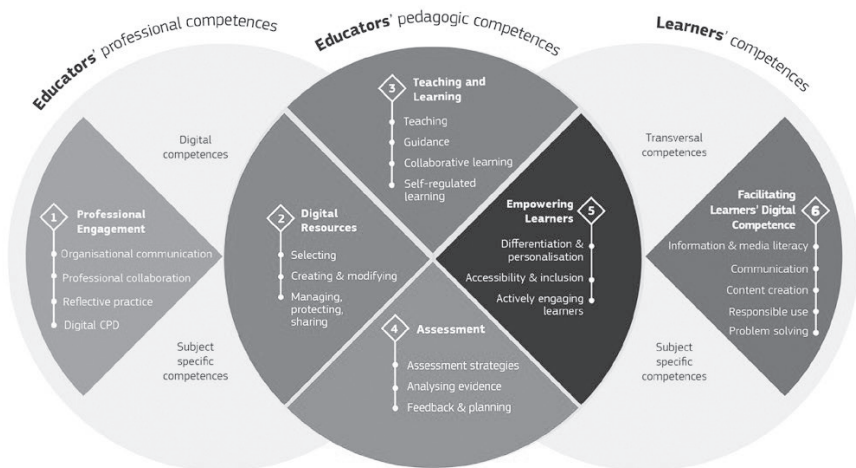 Educators' professional competences
Educators' pedagogic competences
Learners' competences
Digital
competences
Subject
specific
competences
1
Professional
Engagement
Organisational communication
Professional collaboration
Reflective practice
Digital CPD
2
Digital
Resources
Selecting
Creating & modifying
Managing,
protecting,
sharing
3
Teaching and
Learning
Teaching
Guidance
Collaborative learning
Self-regulated
learning
4
Assessment
Assessment strategies
Analysing evidence
Feedback & planning
Empowering
Learners
5
Differentiation &
personalisation
Accessibility & inclusion
Actively engaging
learners
Transversal
competences
Subject
specific
competences
Facilitating
Learners' Digital
Competence
6
Information & media literacy
Communication
Content creation
Responsible use
Problem solving